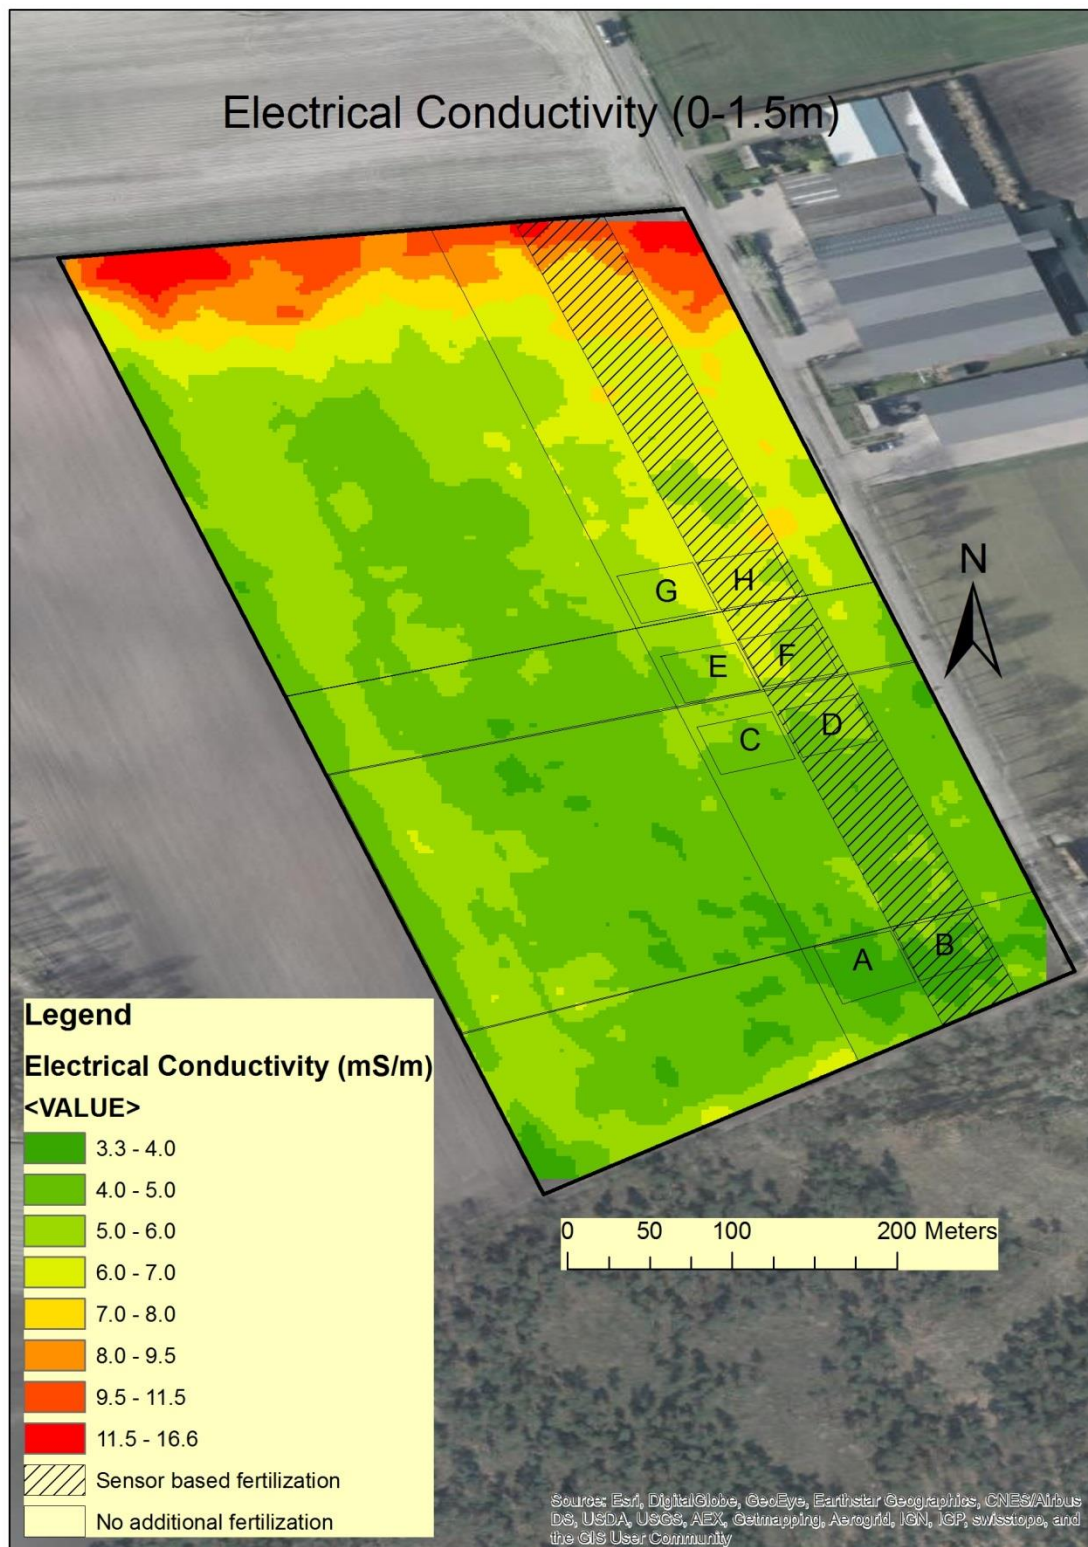 Electrical Conductivity (0-1.5m)
N
G
H
E
F
C
D
A
B
Legend
Electrical Conductivity (mS/m)
<VALUE>
3.3 - 4.0
4.0 - 5.0
5.0 - 6.0
6.0 - 7.0
7.0 - 8.0
8.0 - 9.5
9.5 - 11.5
11.5 - 16.6
Sensor based fertilization
No additional fertilization
0 50 100 200 Meters
Source: Esri, DigitalGlobe, GeoEye, Earthstar Geographics, CNES/Airbus
DS, USDA, USGS, AEX, Getmapping, Aerogrid, IGN, IGP, swisstopo, and
the GIS User Community